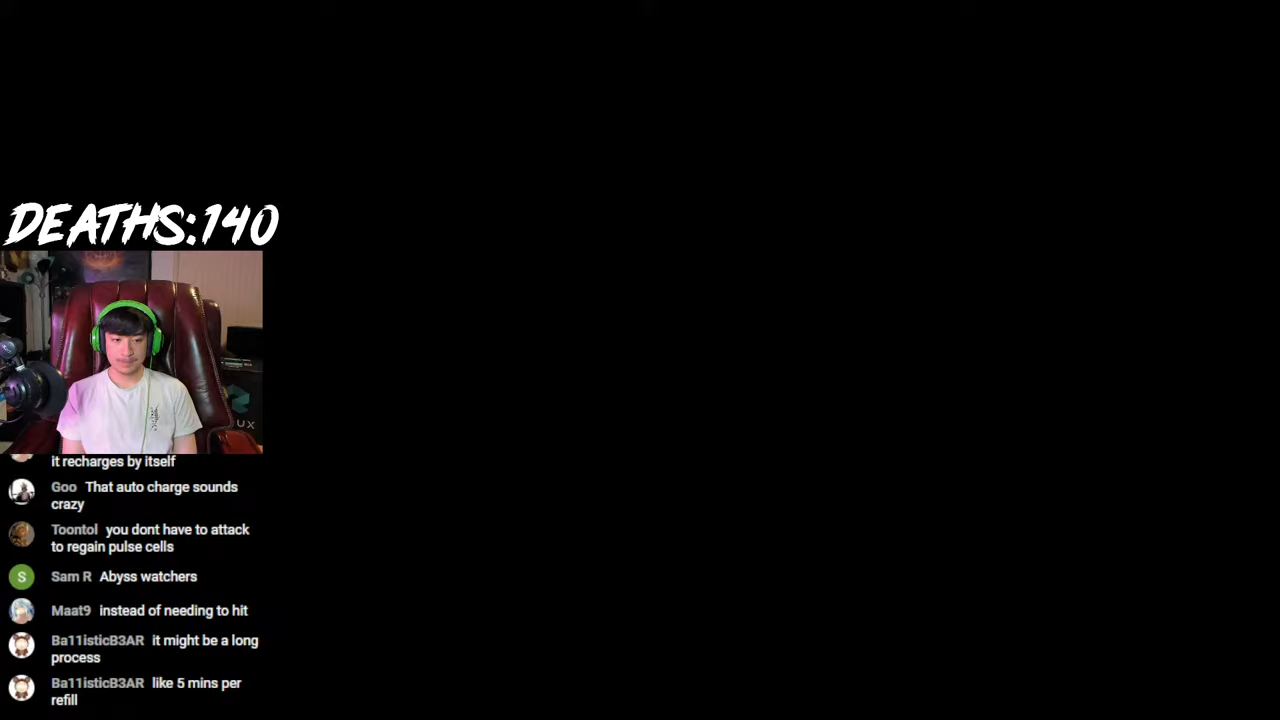 DEATHS:140
UX
it recharges by itself
Goo That auto charge sounds
crazy
Toontol you dont have to attack
to regain pulse cells
S Sam R Abyss watchers
Maat9 instead of needing to hit
Ba11isticB3AR it might be a long
process
Ba11isticB3AR like 5 mins per
refill